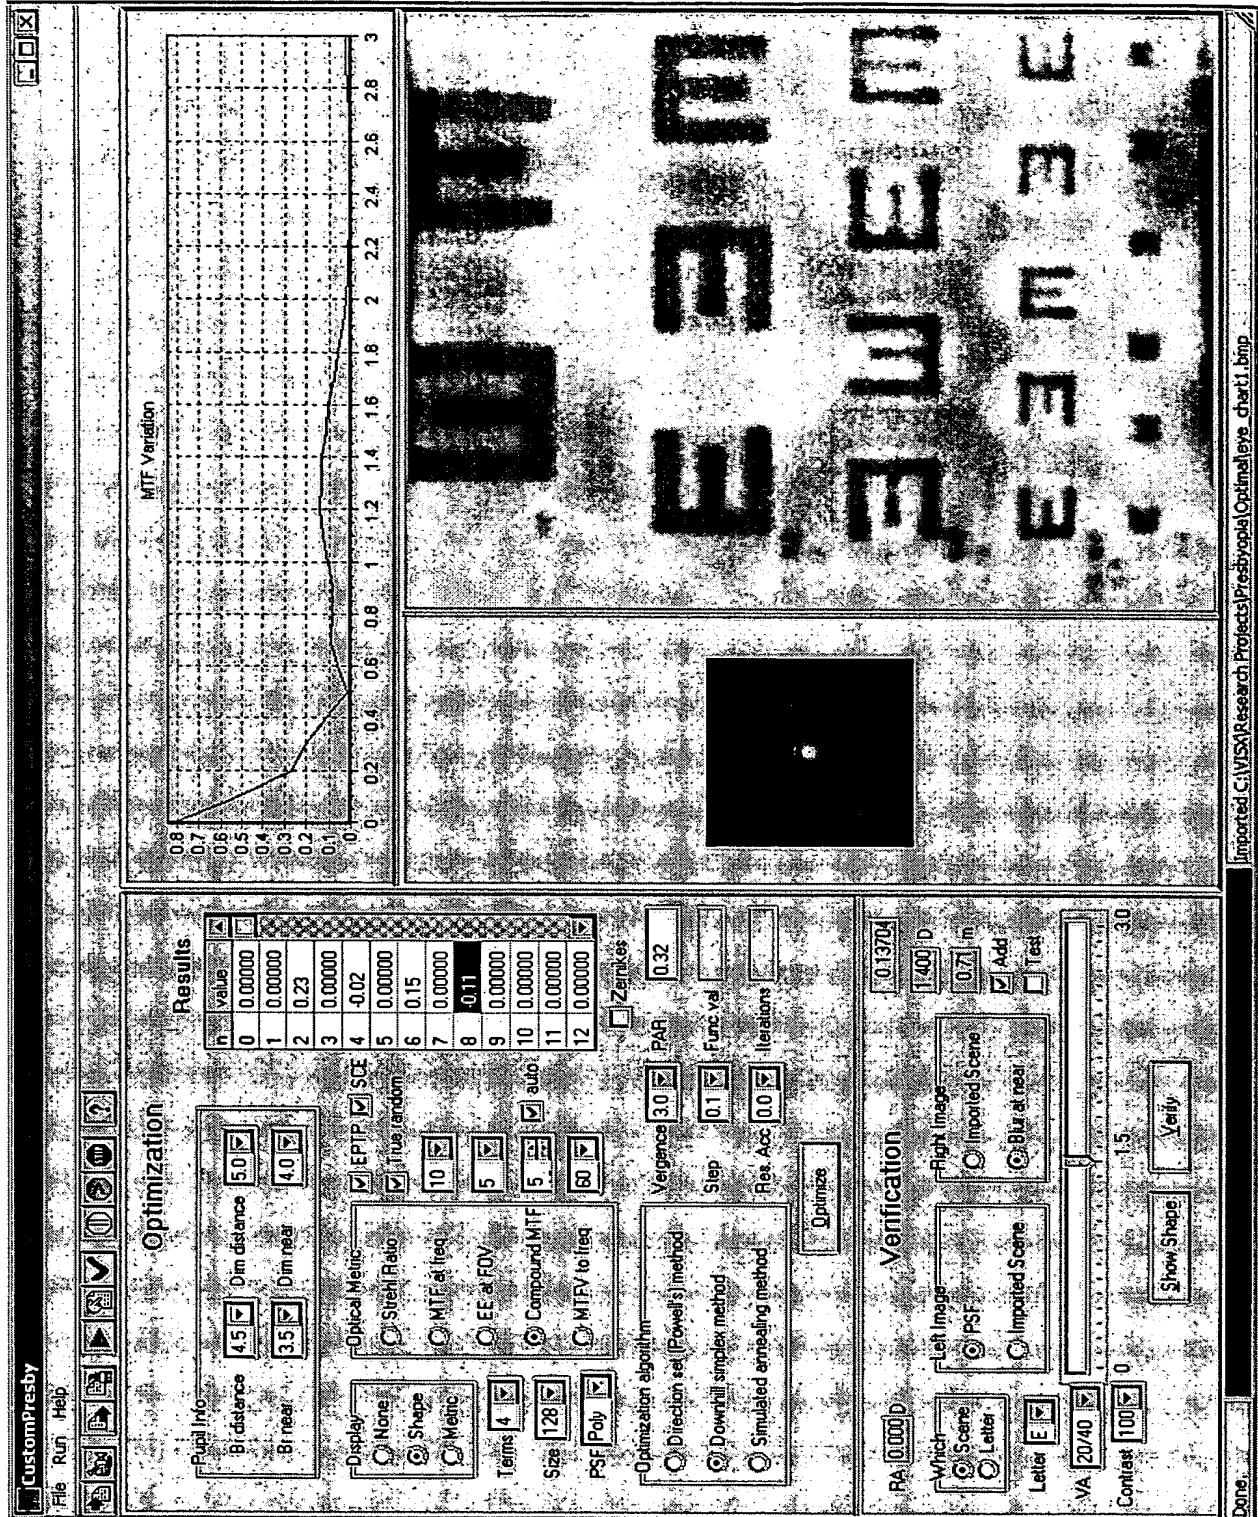 CustomPresby
File Run Help
Optimization
Pupil Info
Bri distance 4.5 Dim distance 5.0
Bri near 3.5 Dim near 4.0
Display
None
Shape
Metric
Terms 4
Size 128
PSF Poly
Optical Metric
Strehl Ratio
MTF at freq
EE at FOV
Compound MTF
MTFV to freq
EPTP SCE
True random
10
5
5 auto
60
Results
n value
0 0.00000
1 0.00000
2 0.23
3 0.00000
4 -0.02
5 0.00000
6 0.15
7 0.00000
8 -0.11
9 0.00000
10 0.00000
11 0.00000
12 0.00000
Zernikes
Optimization algorithm
Direction set (Powell's) method
Downhill simplex method
Simulated annealing method
Vergence 3.0 PAR 0.32
Step 0.1 Func val
Res. Acc 0.0 Iterations
Optimize
Verification
RA 0.000 D
Which
Scene
Letter
Letter E
VA 20/40
Contrast 100
Left Image
PSF
Imported Scene
Right Image
Imported Scene
Blur at near
0.13704
1.400 D
0.71 m
Add
Test
0 1.5 3.0
Show Shape
Verify
MTF Variation
0.8
0.7
0.6
0.5
0.4
0.3
0.2
0.1
0
0 0.2 0.4 0.6 0.8 1 1.2 1.4 1.6 1.8 2 2.2 2.4 2.6 2.8 3
Done.
Imported C:\VISX\Research Projects\Presbyopia\Optimal\eye_chart1.bmp